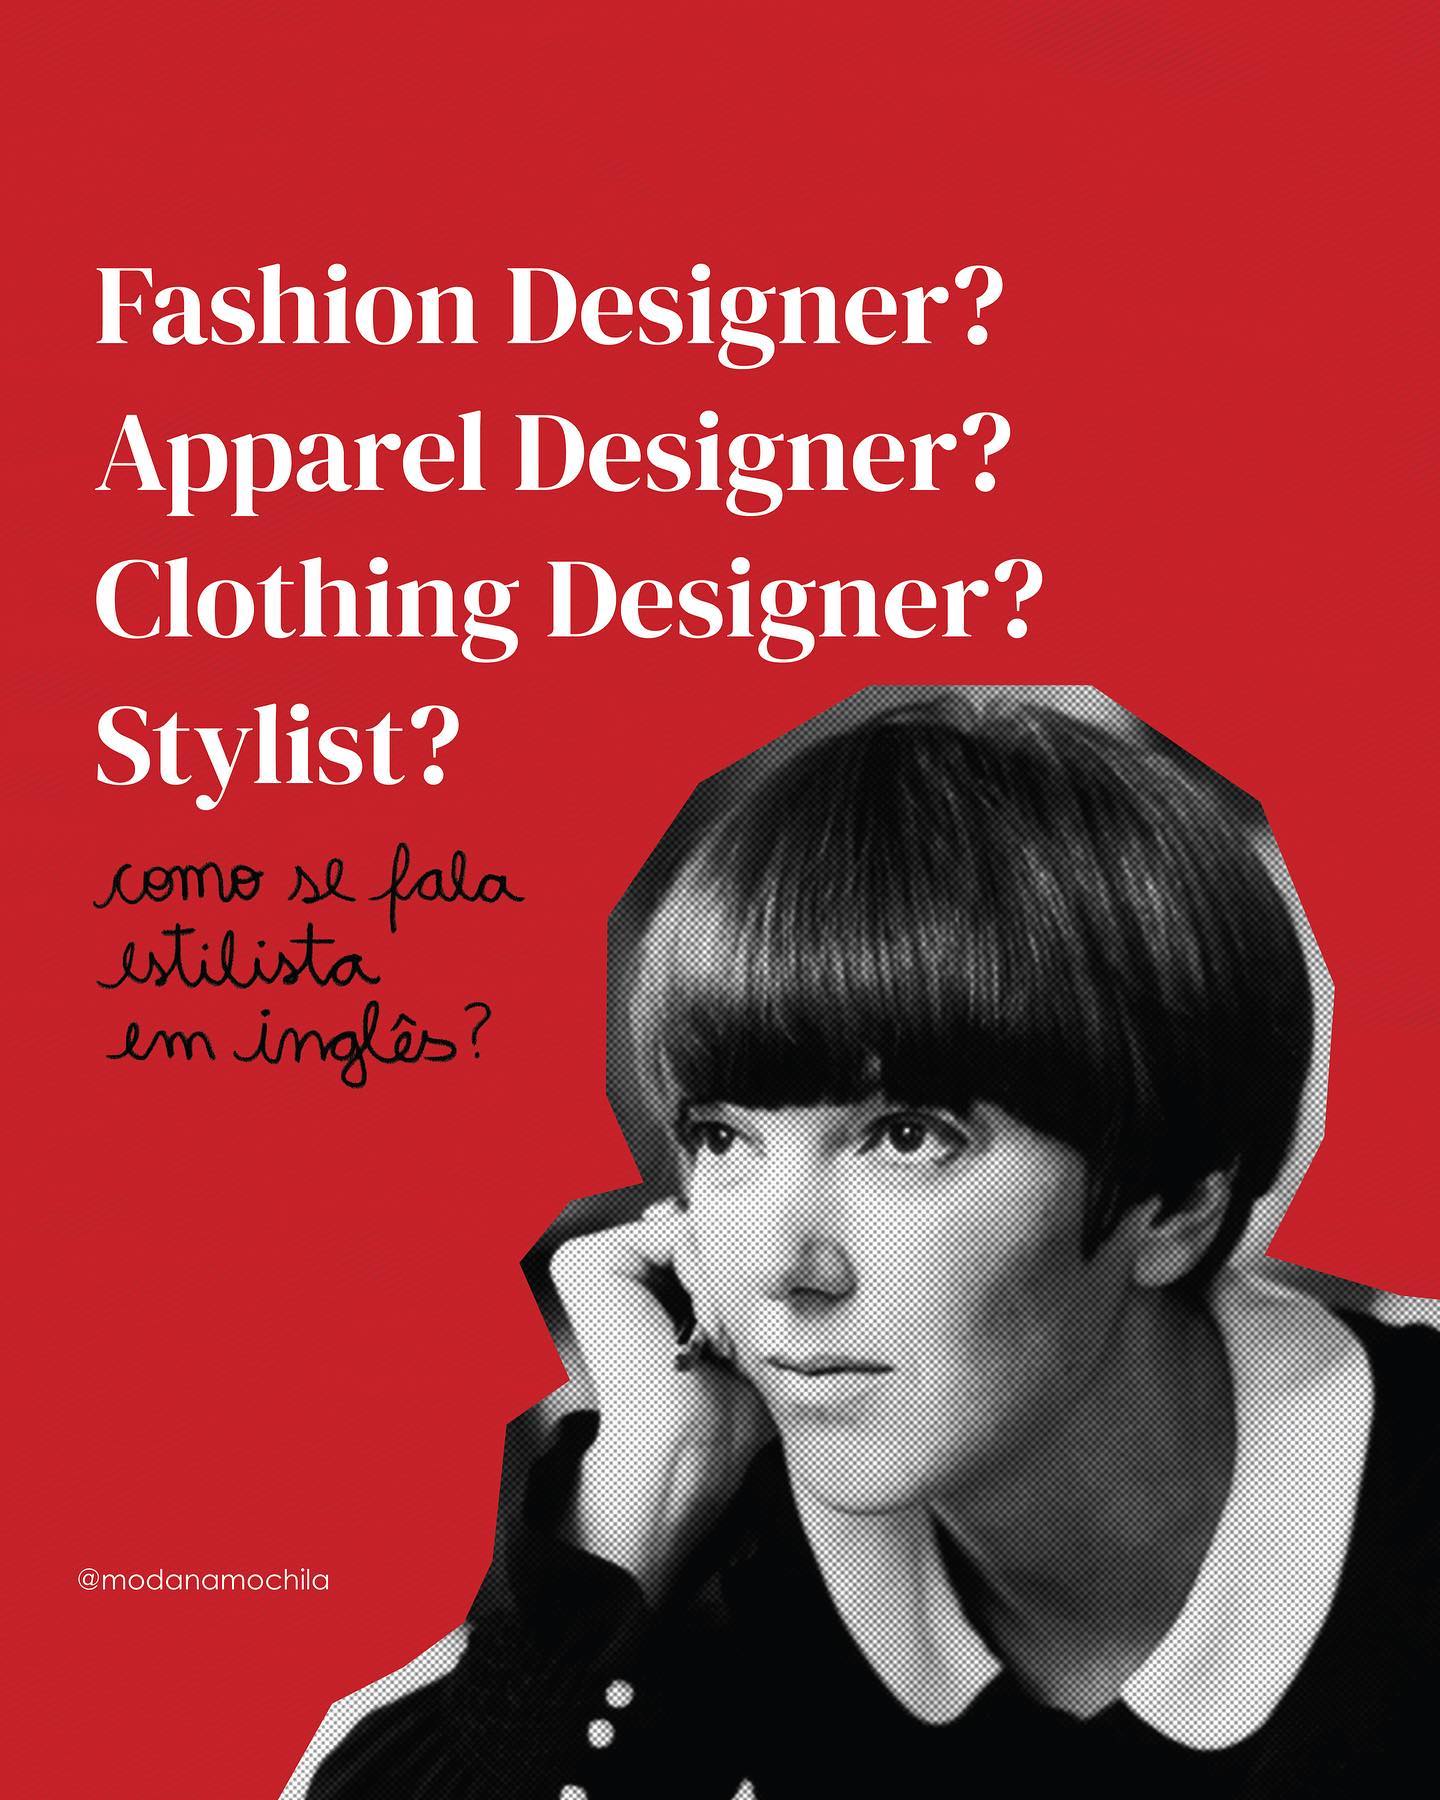 Fashion Designer?
Apparel Designer?
Clothing Designer?
Stylist?
como se fala
estilista
em inglês?
@modanamochila